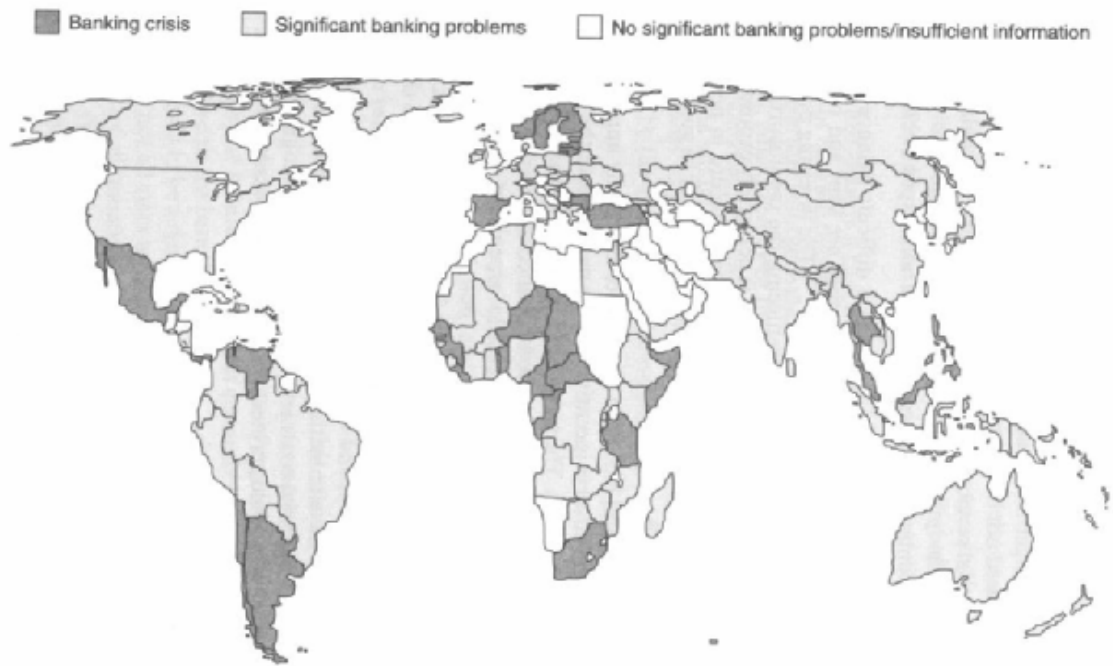 Banking crisis
Significant banking problems
No significant banking problems/insufficient information